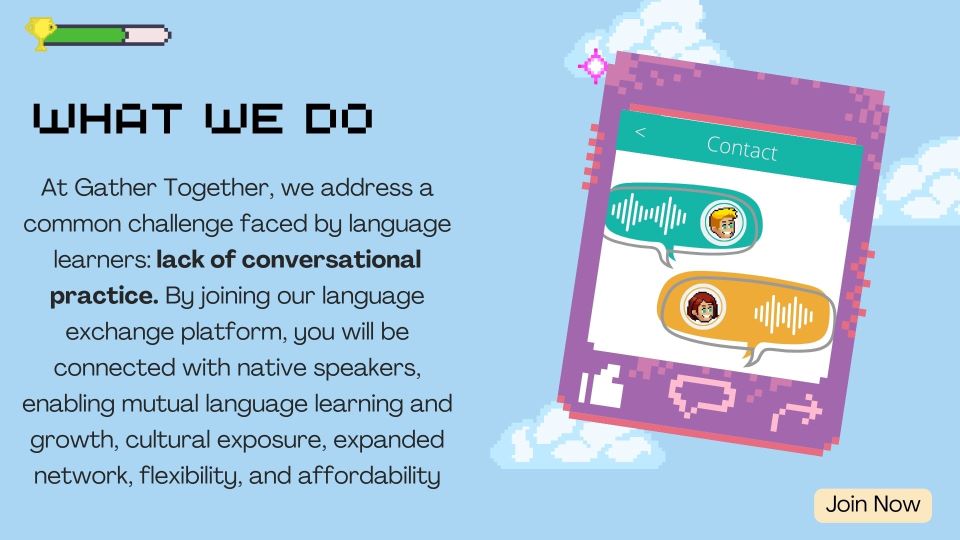 WHAT WE DO
At Gather Together, we address a
common challenge faced by language
learners: lack of conversational
practice. By joining our language
exchange platform, you will be
connected with native speakers,
enabling mutual language learning and
growth, cultural exposure, expanded
network, flexibility, and affordability
< Contact
Join Now